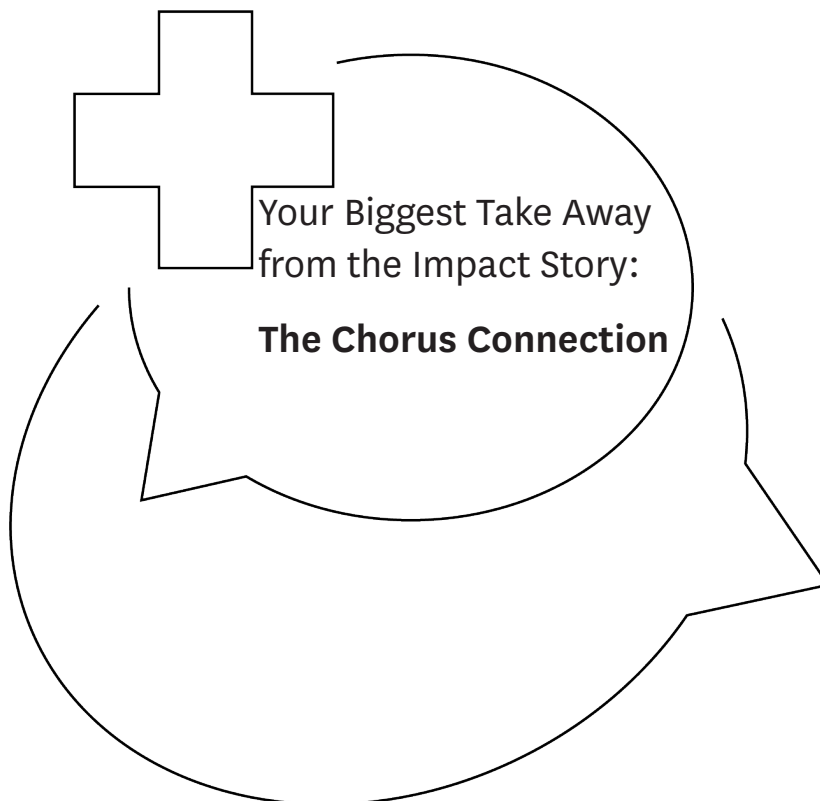 Your Biggest Take Away
from the Impact Story:
The Chorus Connection